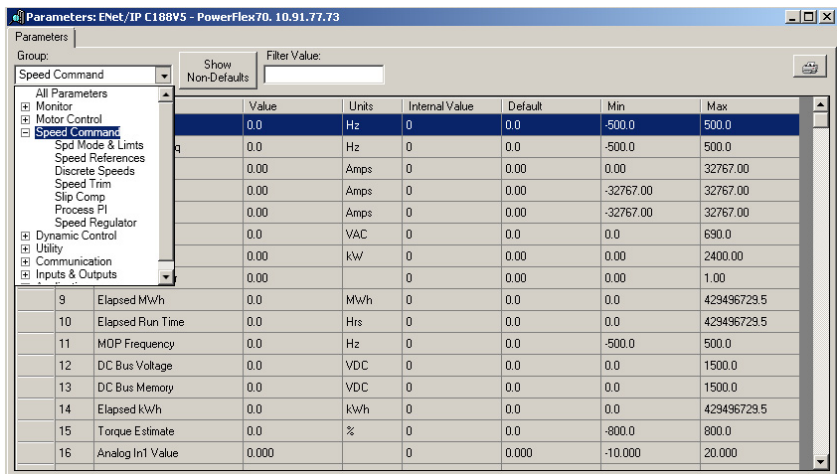 Parameters: ENet/IP C188V5 - PowerFlex70. 10.91.77.73
Parameters
Group:
Speed Command
Show
Non-Defaults
Filter Value:
All Parameters
Monitor
Motor Control
Speed Command
Spd Mode & Limts
Speed References
Discrete Speeds
Speed Trim
Slip Comp
Process PI
Speed Regulator
Dynamic Control
Utility
Communication
Inputs & Outputs
Value Units Internal Value Default Min Max
0.0 Hz 0 0.0 -500.0 500.0
q 0.0 Hz 0 0.0 -500.0 500.0
0.00 Amps 0 0.00 0.00 32767.00
0.00 Amps 0 0.00 -32767.00 32767.00
0.00 Amps 0 0.00 -32767.00 32767.00
0.0 VAC 0 0.0 0.0 690.0
0.00 kW 0 0.00 0.00 2400.00
r 0.00 0 0.00 0.00 1.00
9 Elapsed MWh 0.0 MWh 0 0.0 0.0 429496729.5
10 Elapsed Run Time 0.0 Hrs 0 0.0 0.0 429496729.5
11 MOP Frequency 0.0 Hz 0 0.0 -500.0 500.0
12 DC Bus Voltage 0.0 VDC 0 0.0 0.0 1500.0
13 DC Bus Memory 0.0 VDC 0 0.0 0.0 1500.0
14 Elapsed kWh 0.0 kWh 0 0.0 0.0 429496729.5
15 Torque Estimate 0.0 % 0 0.0 -800.0 800.0
16 Analog In1 Value 0.000 0 0.000 -10.000 20.000